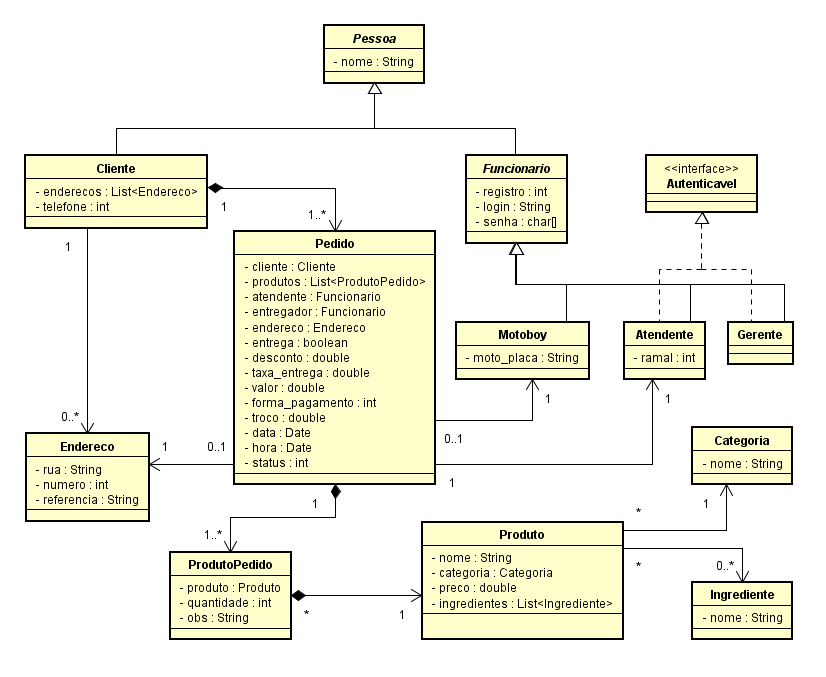 Pessoa
- nome : String
Cliente
- enderecos : List<Endereco>
- telefone : int
Funcionario
- registro : int
- login : String
- senha : char[]
<<interface>>
Autenticavel
1
1..*
1
Pedido
- cliente : Cliente
- produtos : List<ProdutoPedido>
- atendente : Funcionario
- entregador : Funcionario
- endereco : Endereco
- entrega : boolean
- desconto : double
- taxa_entrega : double
- valor : double
- forma_pagamento : int
- troco : double
- data : Date
- hora : Date
- status : int
Motoboy
- moto_placa : String
Atendente
- ramal : int
Gerente
0..*
1
1
0..1
Endereco
- rua : String
- numero : int
- referencia : String
1
0..1
1
Categoria
- nome : String
1
1..*
*
1
ProdutoPedido
- produto : Produto
- quantidade : int
- obs : String
Produto
- nome : String
- categoria : Categoria
- preco : double
- ingredientes : List<Ingrediente>
*
0..*
Ingrediente
- nome : String
*
1